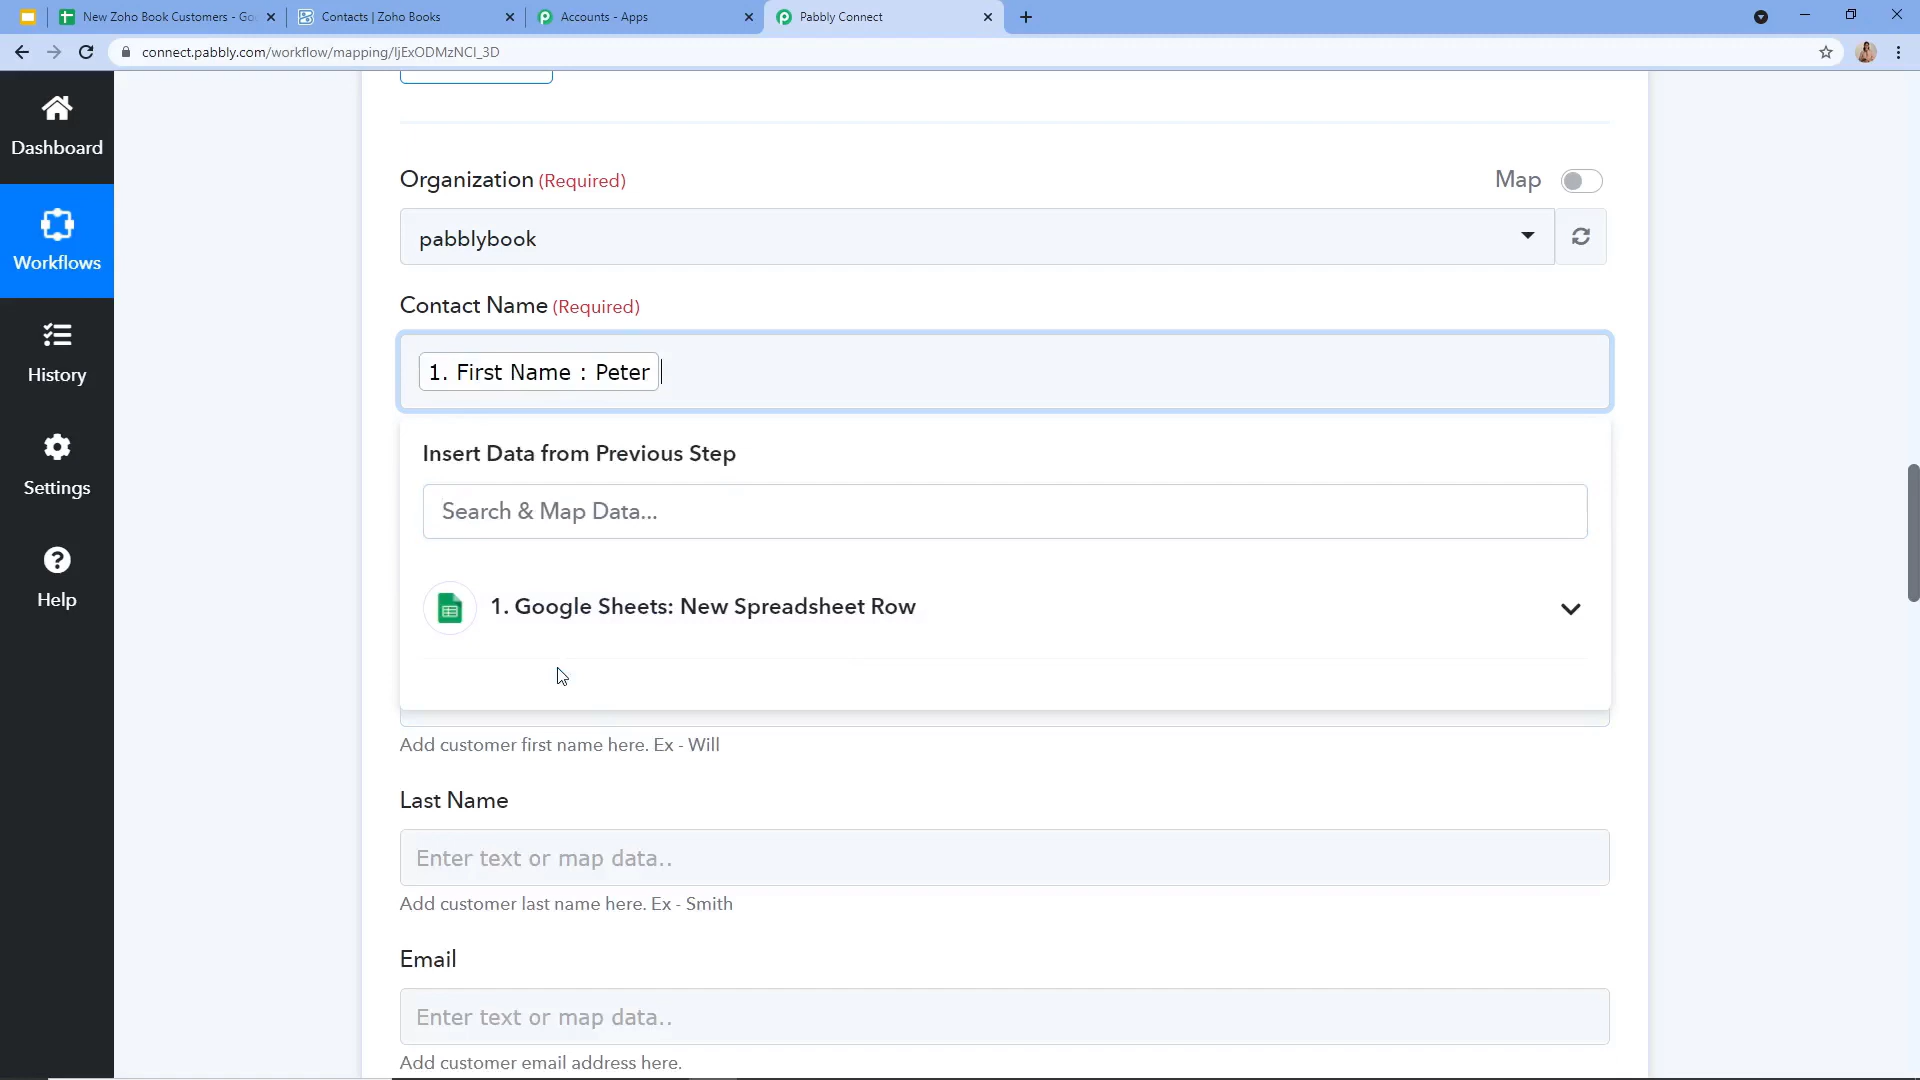 New Zoho Book Customers - Go
Contacts | Zoho Books
Accounts - Apps
Pabbly Connect
connect.pabbly.com/workflow/mapping/IjExODMzNCI_3D
Dashboard
Workflows
History
Settings
Help
Organization (Required)
Map
pabblybook
Contact Name (Required)
1. First Name : Peter
Insert Data from Previous Step
Search & Map Data...
1. Google Sheets: New Spreadsheet Row
Add customer first name here. Ex - Will
Last Name
Enter text or map data..
Add customer last name here. Ex - Smith
Email
Enter text or map data..
Add customer email address here.